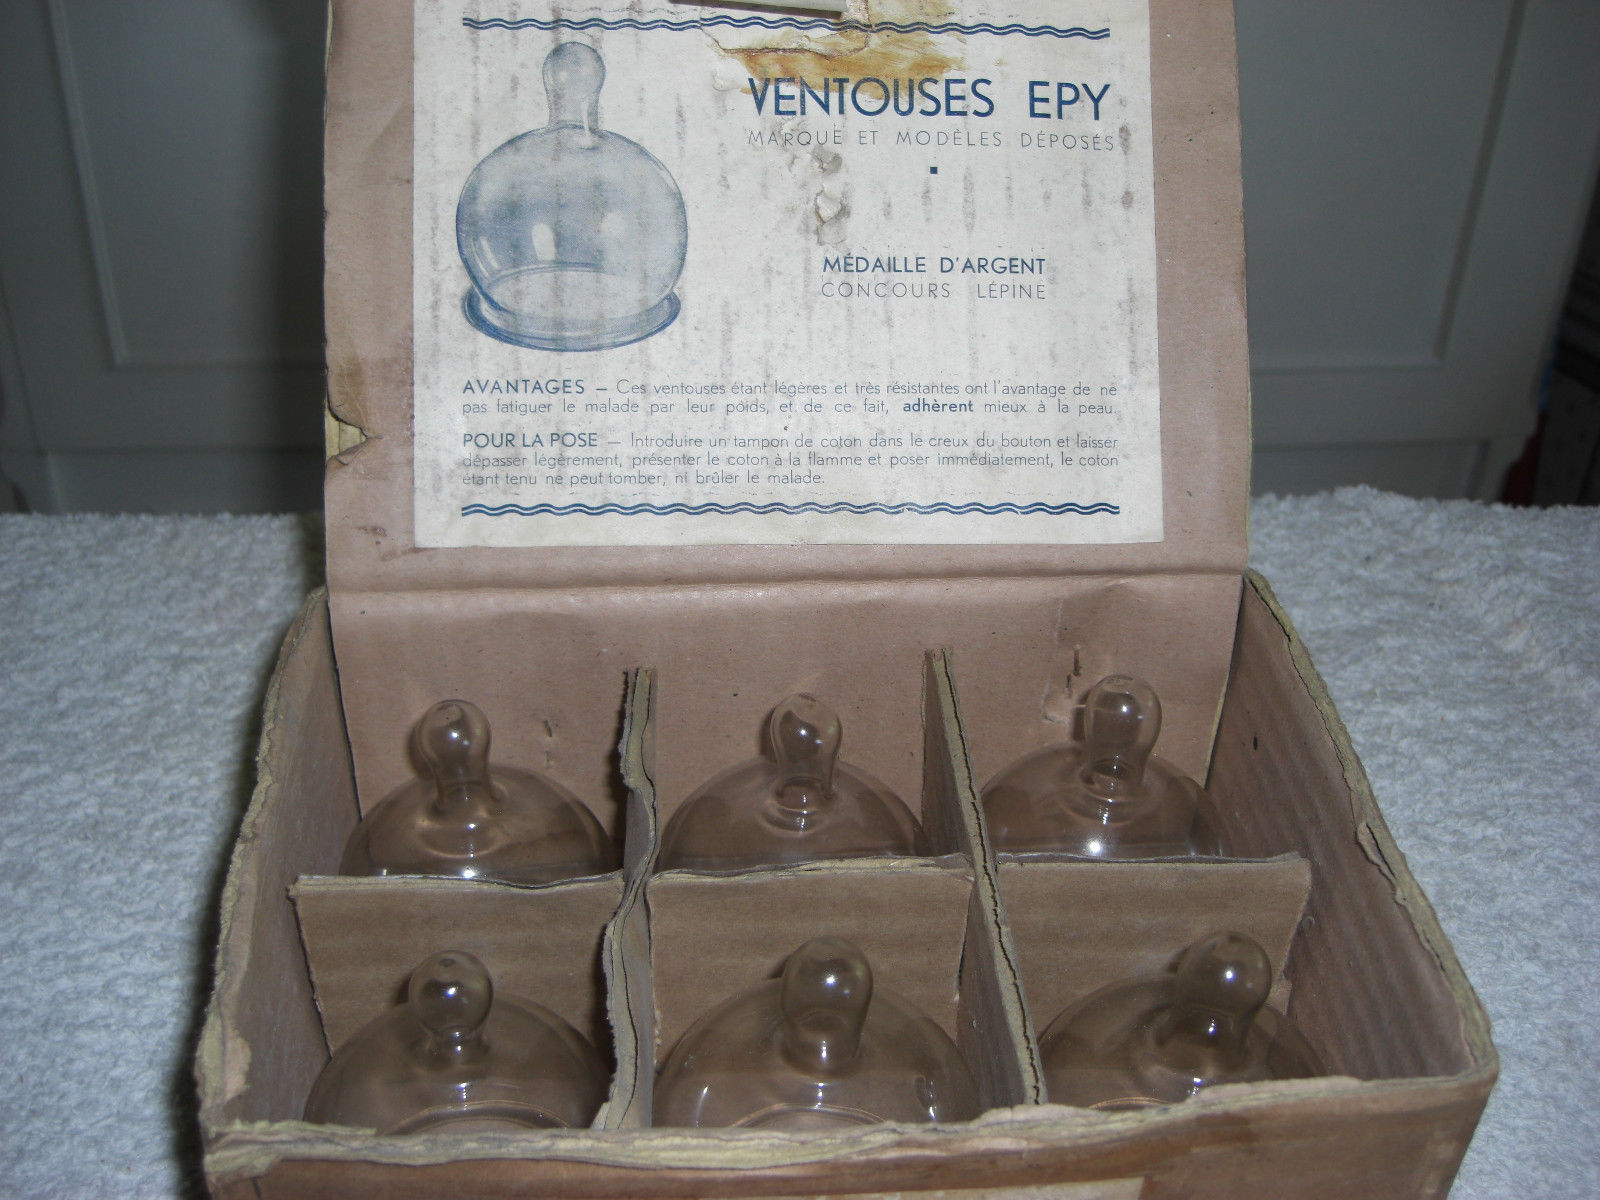 VENTOUSES EPY
MARQUE ET MODÈLES DÉPOSÉS
MÉDAILLE D'ARGENT
CONCOURS LÉPINE
AVANTAGES — Ces ventouses étant légères et très résistantes ont l'avantage de ne
pas fatiguer le malade par leur poids, et de ce fait, adhèrent mieux à la peau.
POUR LA POSE — Introduire un tampon de coton dans le creux du bouton et laisser
dépasser légèrement, présenter le coton à la flamme et poser immédiatement, le coton
étant tenu ne peut tomber, ni brûler le malade.